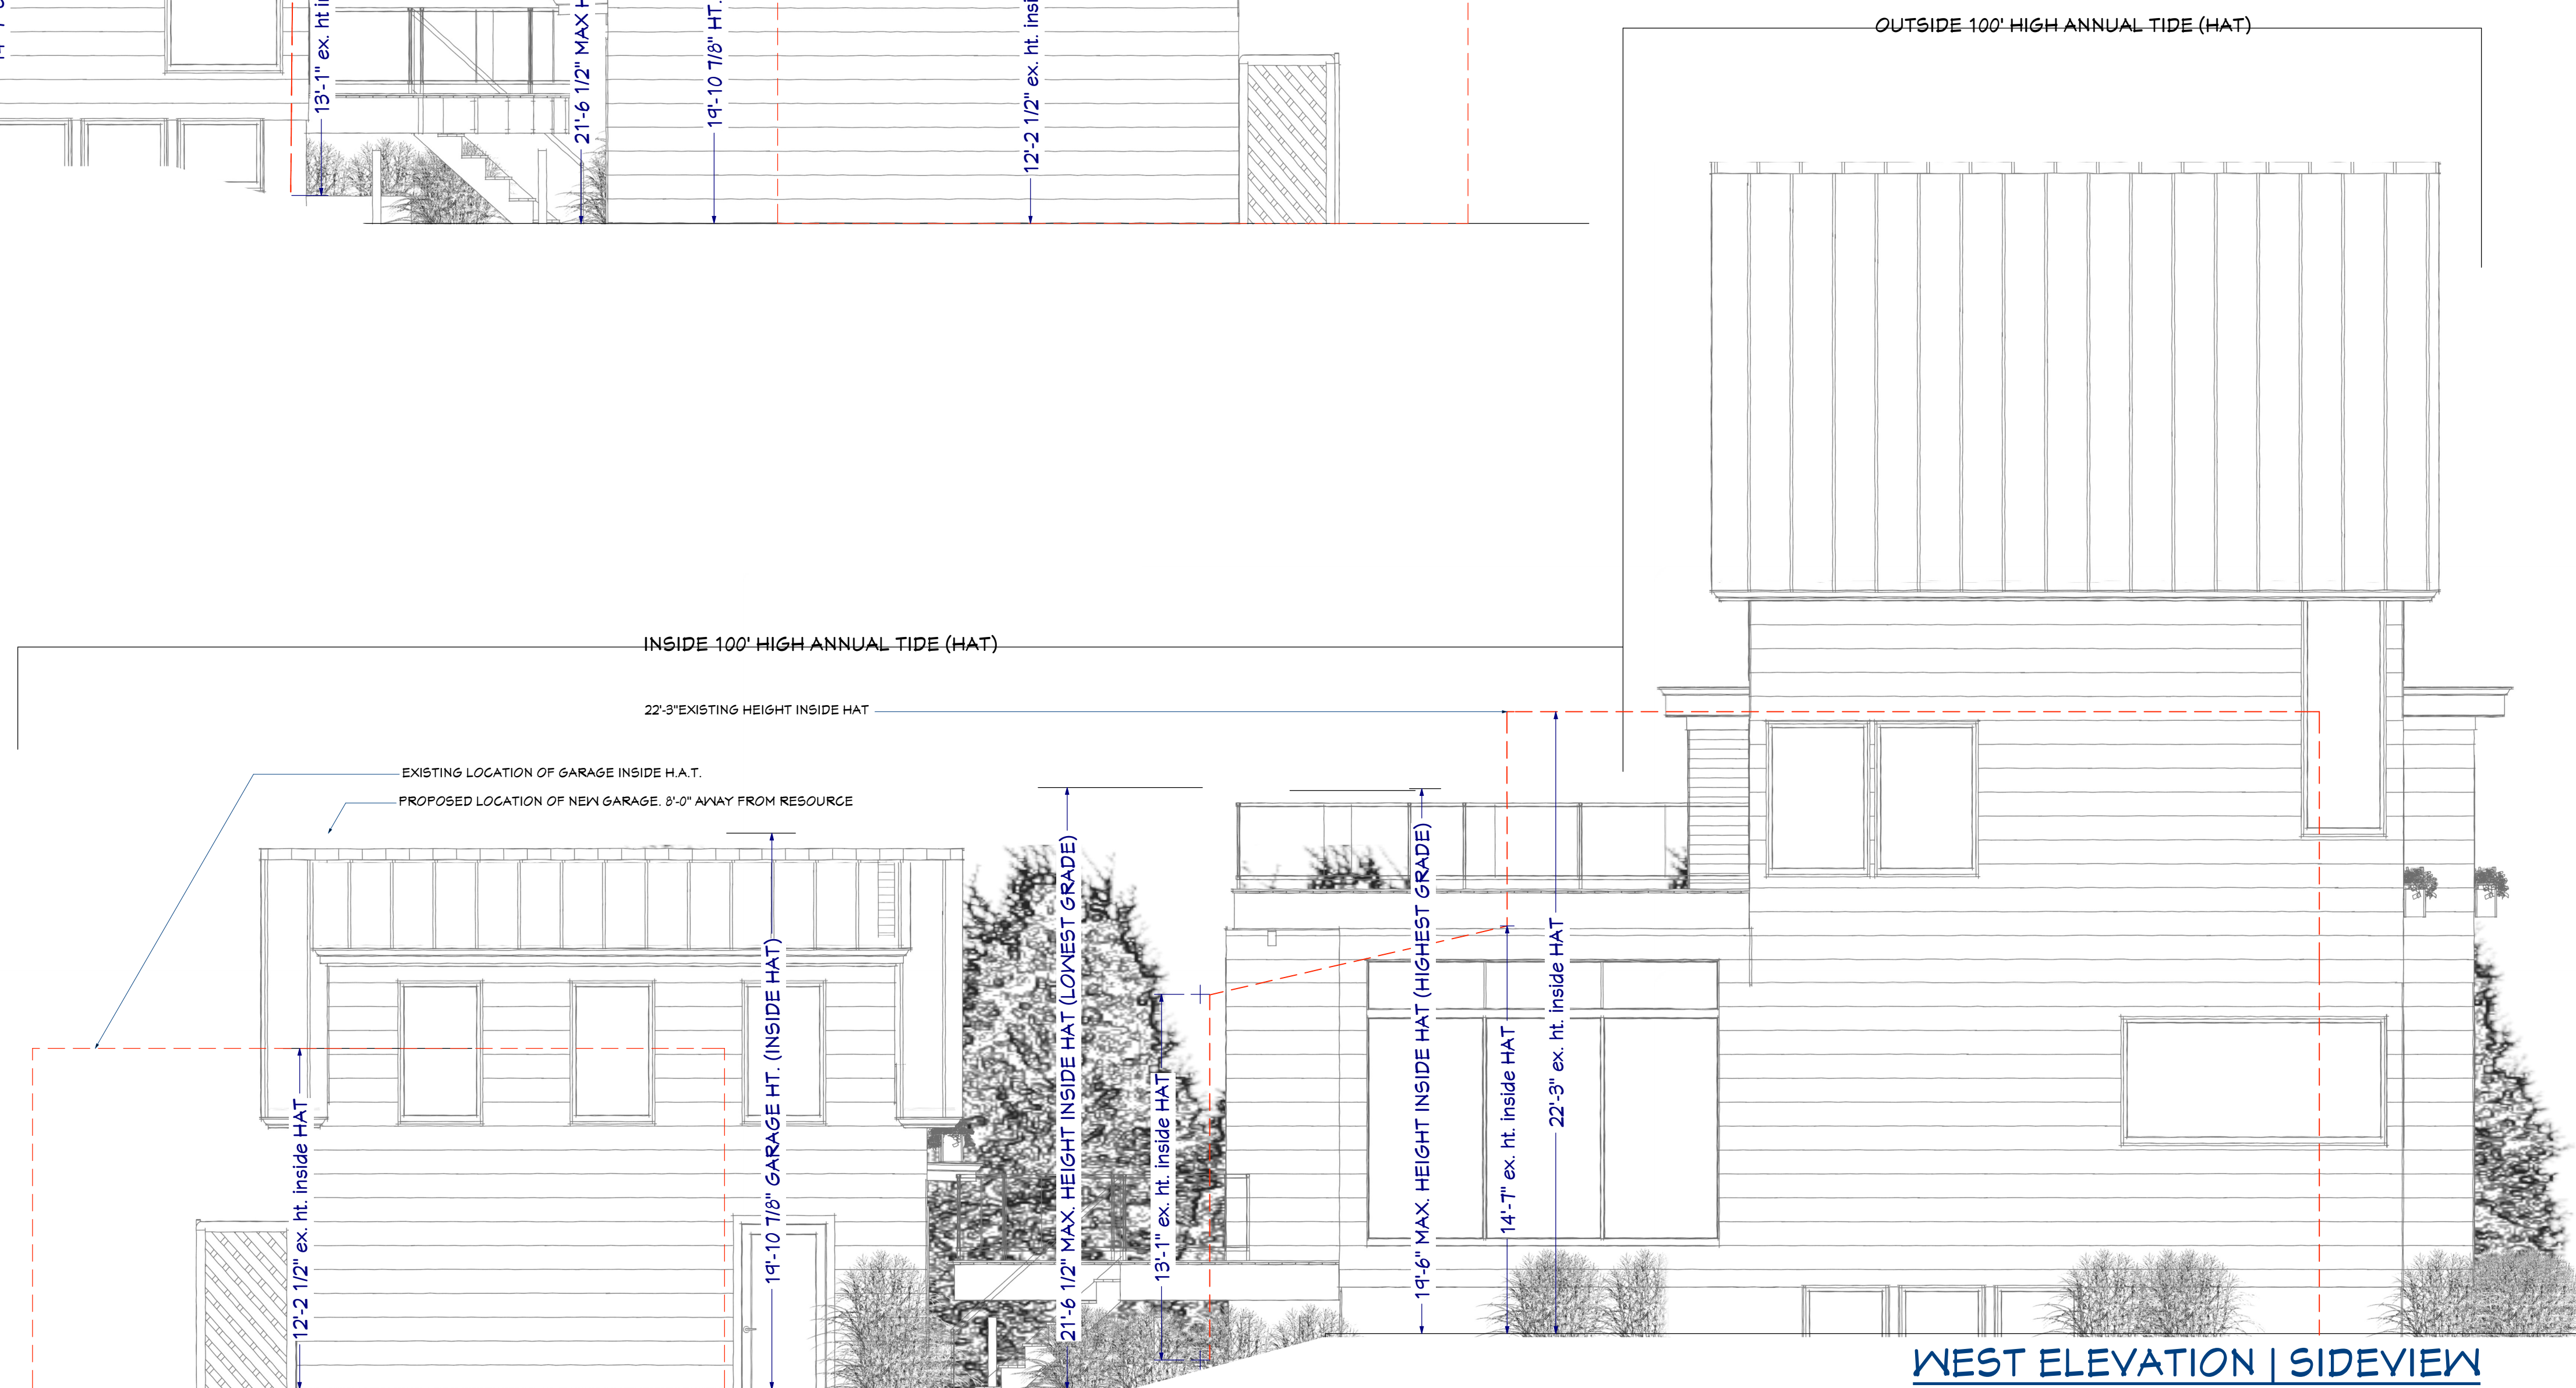 13'-1" ex. ht
21'-6 1/2" MAX
19'-10 7/8" HT.
12'-2 1/2" ex. ht. insi
OUTSIDE 100' HIGH ANNUAL TIDE (HAT)
INSIDE 100' HIGH ANNUAL TIDE (HAT)
22'-3"EXISTING HEIGHT INSIDE HAT
EXISTING LOCATION OF GARAGE INSIDE H.A.T.
PROPOSED LOCATION OF NEW GARAGE. 8'-0" AWAY FROM RESOURCE
12'-2 1/2" ex. ht. inside HAT
19'-10 7/8" GARAGE HT. (INSIDE HAT)
21'-6 1/2" MAX. HEIGHT INSIDE HAT (LOWEST GRADE)
13'-1" ex. ht. inside HAT
19'-6" MAX. HEIGHT INSIDE HAT (HIGHEST GRADE)
14'-7" ex. ht. inside HAT
22'-3" ex. ht. inside HAT
WEST ELEVATION | SIDEVIEW